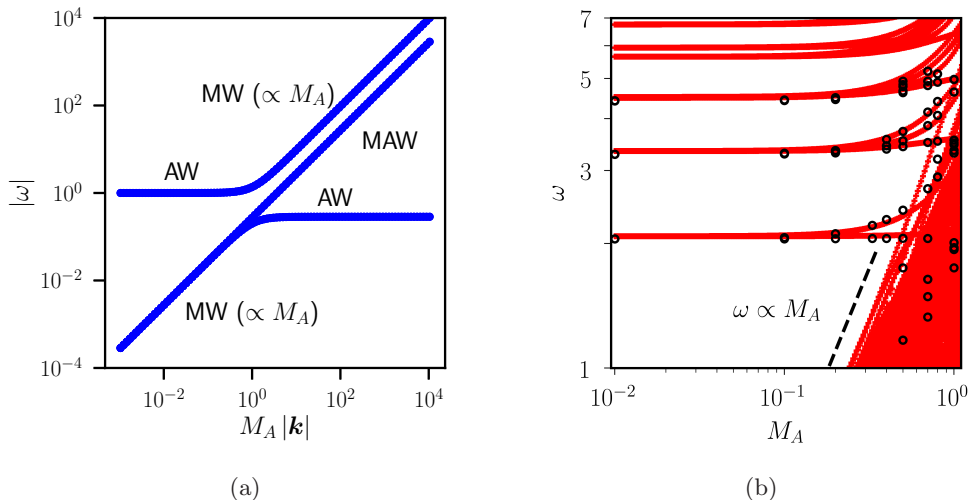 10^4
10^2
10^0
10^{-2}
10^{-4}
|ω|
MW (∝ M_A)
AW
MAW
AW
MW (∝ M_A)
10^{-2} 10^0 10^2 10^4
M_A |k|
(a)
7
5
3
1
ω
ω ∝ M_A
10^{-2} 10^{-1} 10^0
M_A
(b)